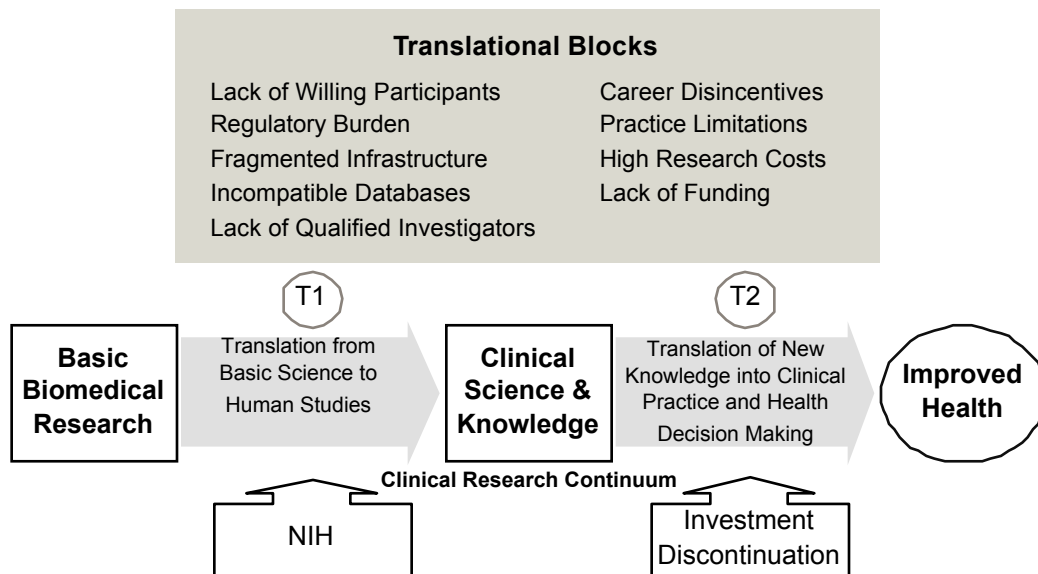 Translational Blocks
Lack of Willing Participants
Regulatory Burden
Fragmented Infrastructure
Incompatible Databases
Lack of Qualified Investigators
Career Disincentives
Practice Limitations
High Research Costs
Lack of Funding
T1
T2
Basic
Biomedical
Research
Translation from
Basic Science to
Human Studies
Clinical
Science &
Knowledge
Translation of New
Knowledge into Clinical
Practice and Health
Decision Making
Improved
Health
Clinical Research Continuum
NIH
Investment
Discontinuation